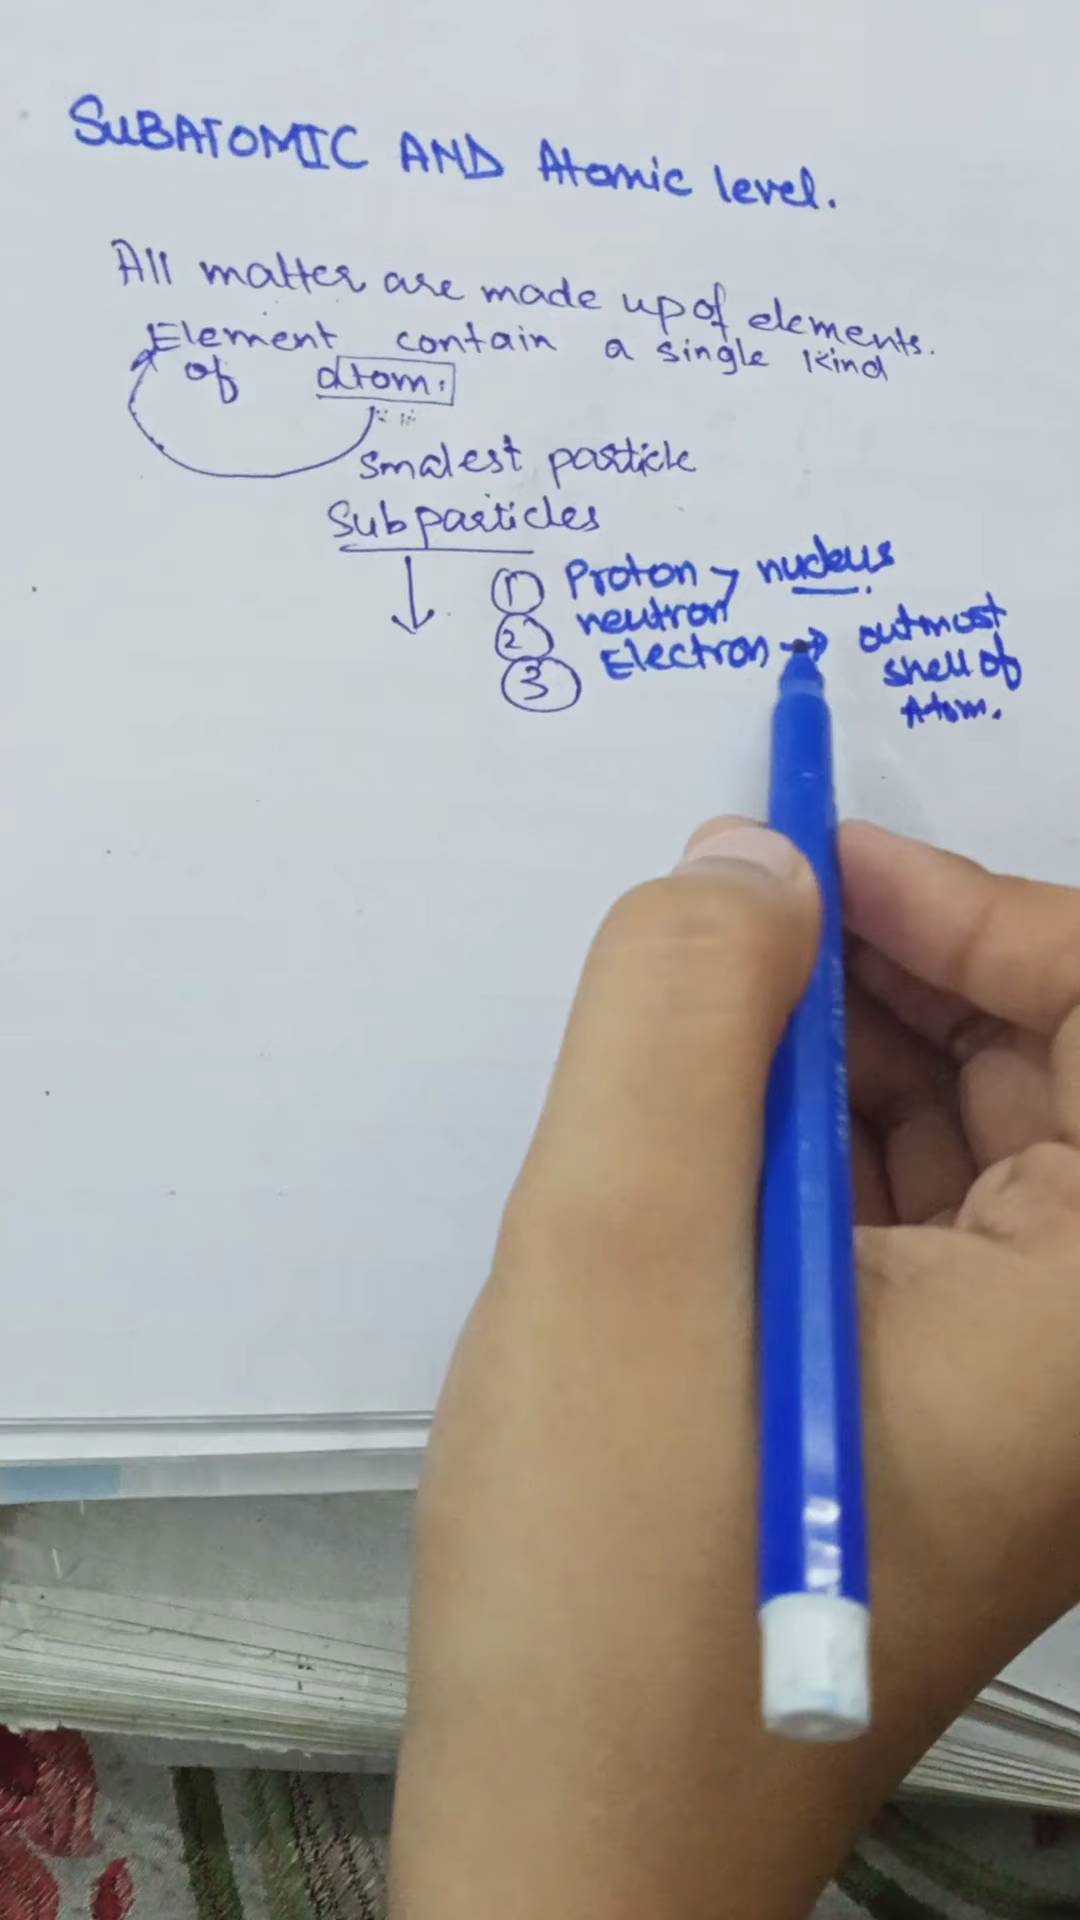 SUBATOMIC AND Atomic level.
All matter are made up of elements.
Element contain a single kind
of atom.
Smalest particle
Subparticles
① Proton → nucleus
② neutron
③ Electron → outmost
shell of
Atom.